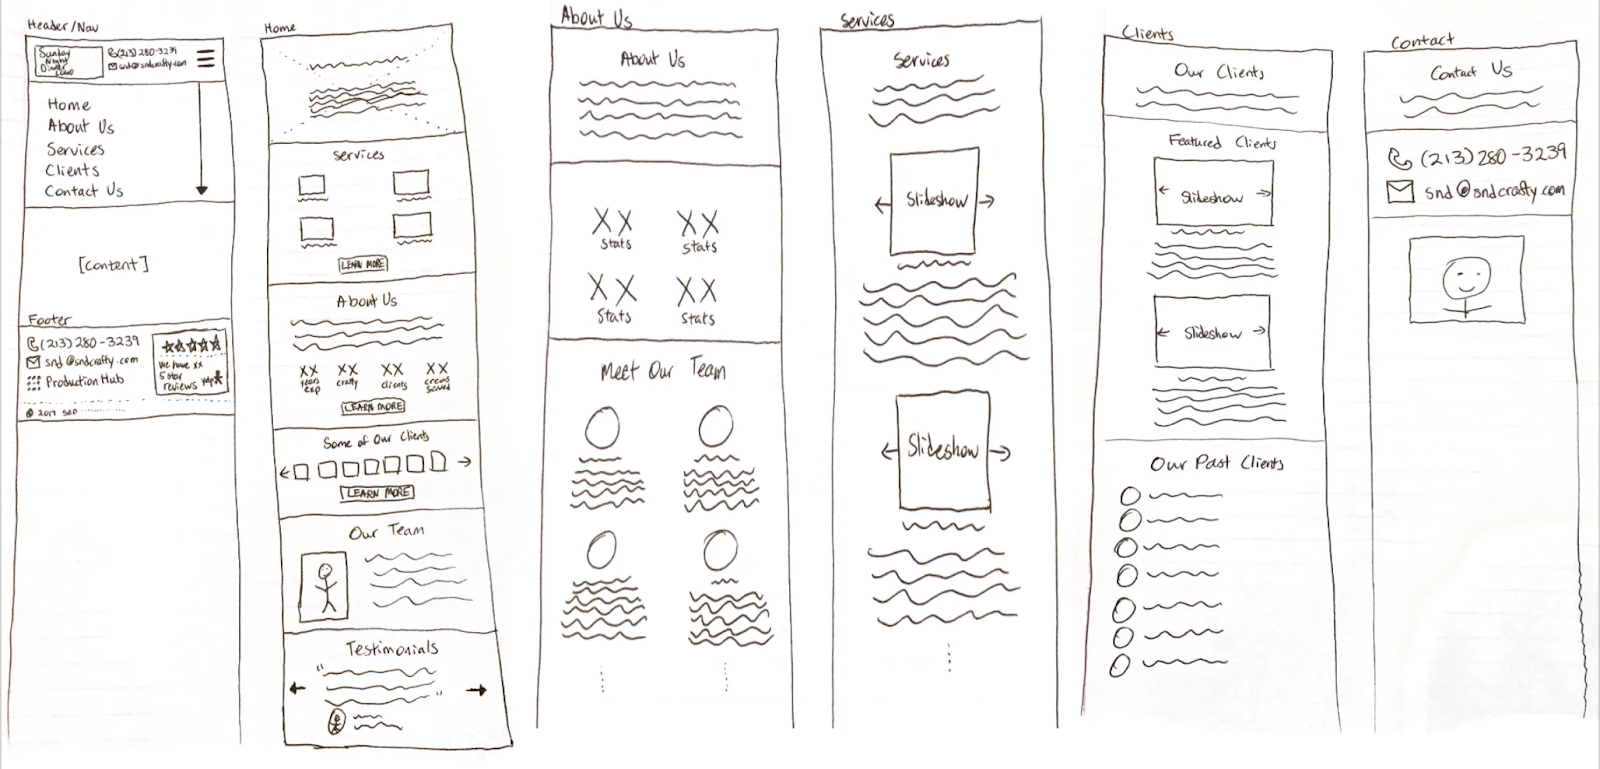 Header/Nav
Sunday
Night
Dinner
Logo
(213) 280-3239
snd@sndcrafty.com
Home
About Us
Services
Clients
Contact Us
[Content]
Footer
(213) 280-3239
snd@sndcrafty.com
Production Hub
We have xx
5 star
reviews yelp
© 2017 SND
Home
Services
LEARN MORE
About Us
XX XX XX XX
years exp
crafty
clients
crews served
LEARN MORE
Some of Our Clients
LEARN MORE
Our Team
Testimonials
"
"
About Us
About Us
XX XX
Stats Stats
XX XX
Stats Stats
Meet Our Team
Services
Services
Slideshow
Slideshow
Clients
Our Clients
Featured Clients
Slideshow
Slideshow
Our Past Clients
Contact
Contact Us
(213) 280-3239
snd@sndcrafty.com